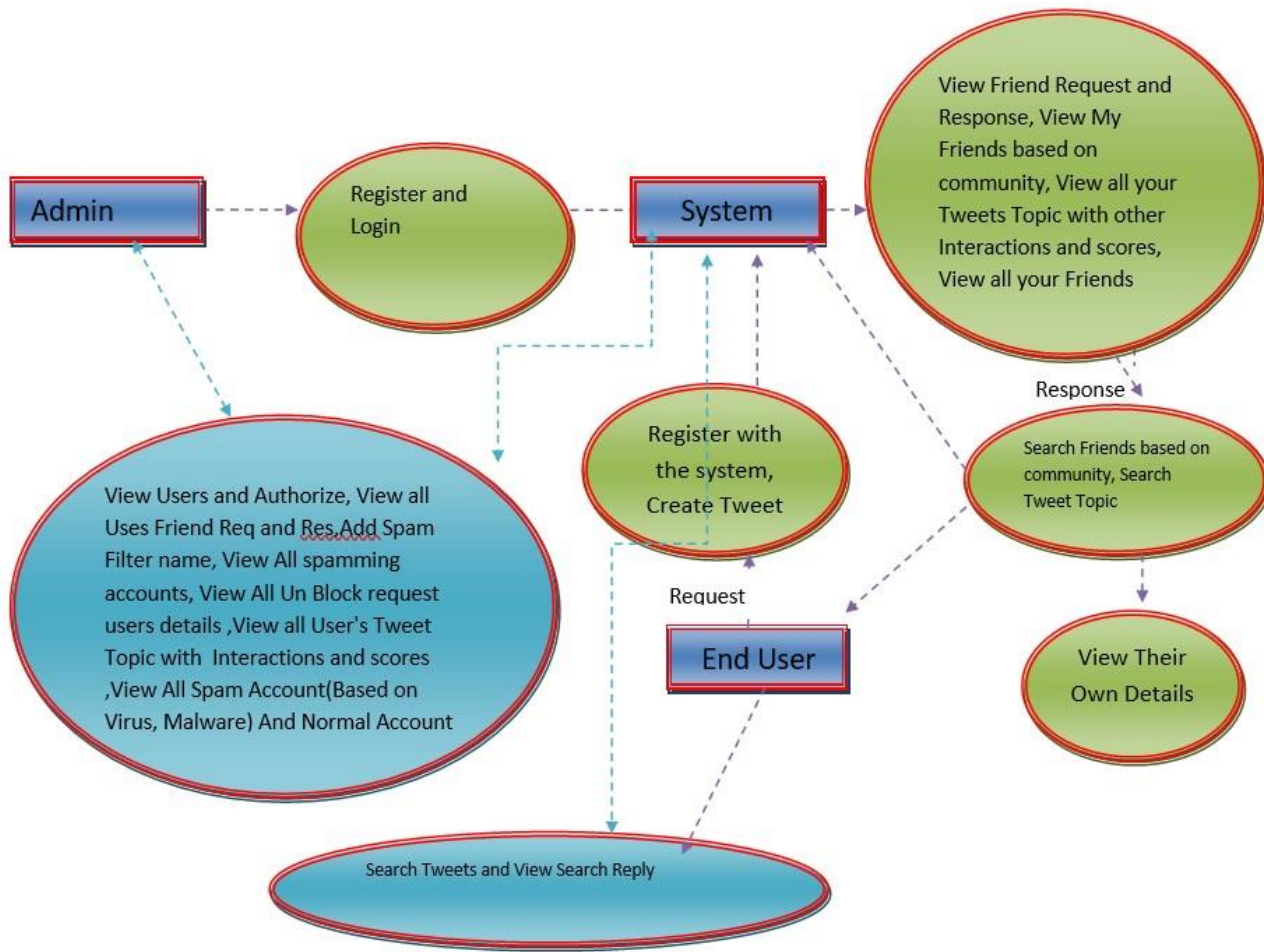 Admin
Register and
Login
System
View Friend Request and
Response, View My
Friends based on
community, View all your
Tweets Topic with other
Interactions and scores,
View all your Friends
Response
Search Friends based on
community, Search
Tweet Topic
Register with
the system,
Create Tweet
View Users and Authorize, View all
Uses Friend Req and Res,Add Spam
Filter name, View All spamming
accounts, View All Un Block request
users details ,View all User's Tweet
Topic with Interactions and scores
,View All Spam Account(Based on
Virus, Malware) And Normal Account
Request
End User
View Their
Own Details
Search Tweets and View Search Reply